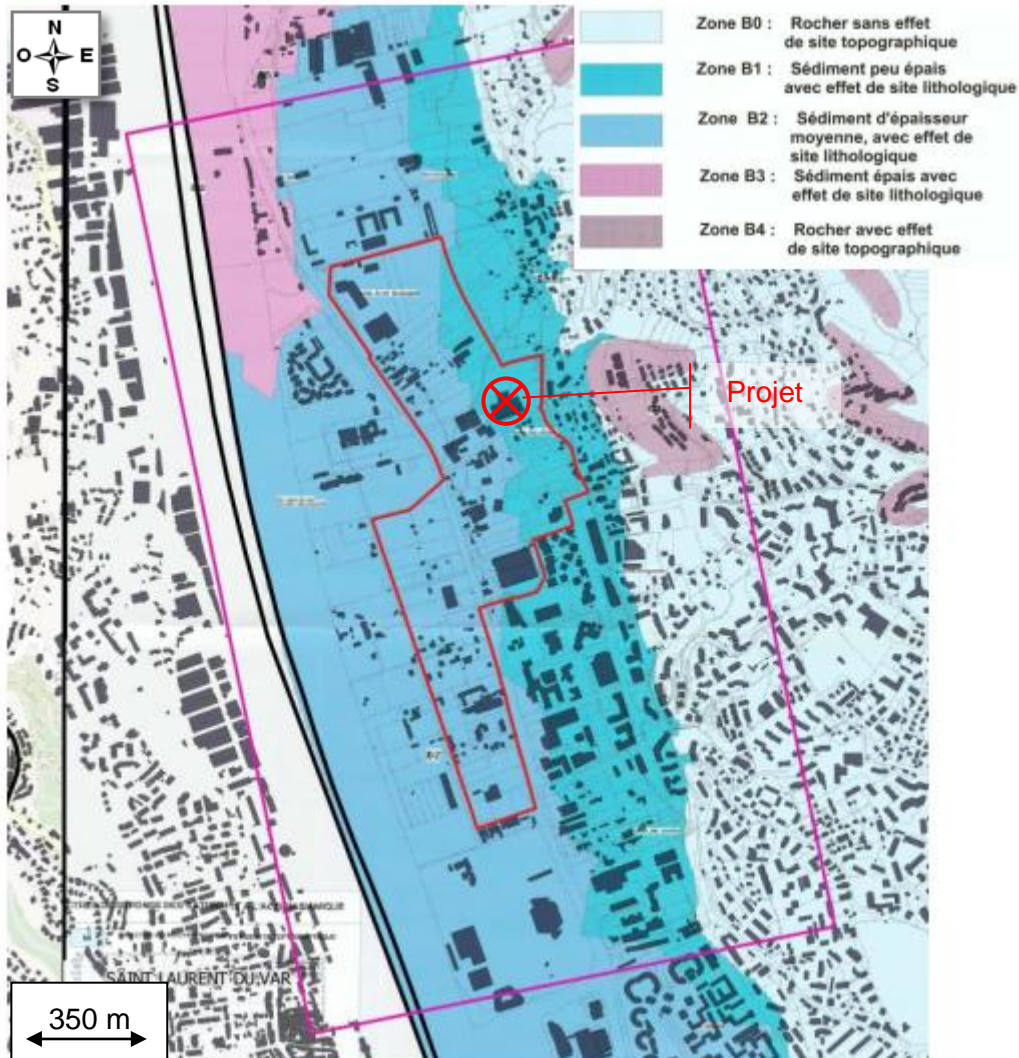 N
O E
S
Zone B0 : Rocher sans effet
de site topographique
Zone B1 : Sédiment peu épais
avec effet de site lithologique
Zone B2 : Sédiment d'épaisseur
moyenne, avec effet de
site lithologique
Zone B3 : Sédiment épais avec
effet de site lithologique
Zone B4 : Rocher avec effet
de site topographique
Projet
SAINT LAURENT DU VAR
350 m